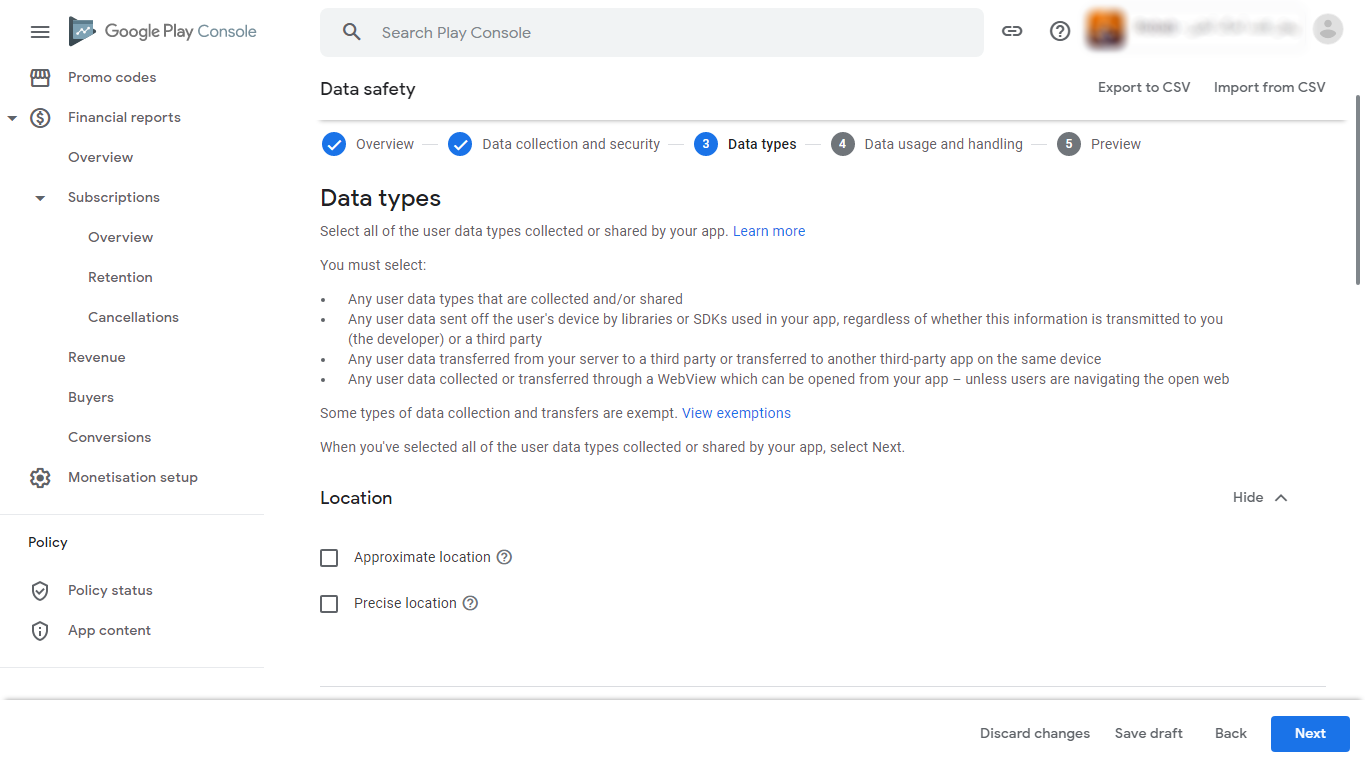 Google Play Console
Search Play Console
Promo codes
Financial reports
Overview
Subscriptions
Overview
Retention
Cancellations
Revenue
Buyers
Conversions
Monetisation setup
Policy
Policy status
App content
Data safety
Export to CSV
Import from CSV
Overview
Data collection and security
3 Data types
4 Data usage and handling
5 Preview
Data types
Select all of the user data types collected or shared by your app. Learn more
You must select:
• Any user data types that are collected and/or shared
• Any user data sent off the user's device by libraries or SDKs used in your app, regardless of whether this information is transmitted to you
(the developer) or a third party
• Any user data transferred from your server to a third party or transferred to another third-party app on the same device
• Any user data collected or transferred through a WebView which can be opened from your app – unless users are navigating the open web
Some types of data collection and transfers are exempt. View exemptions
When you've selected all of the user data types collected or shared by your app, select Next.
Location
Hide
Approximate location
Precise location
Discard changes
Save draft
Back
Next